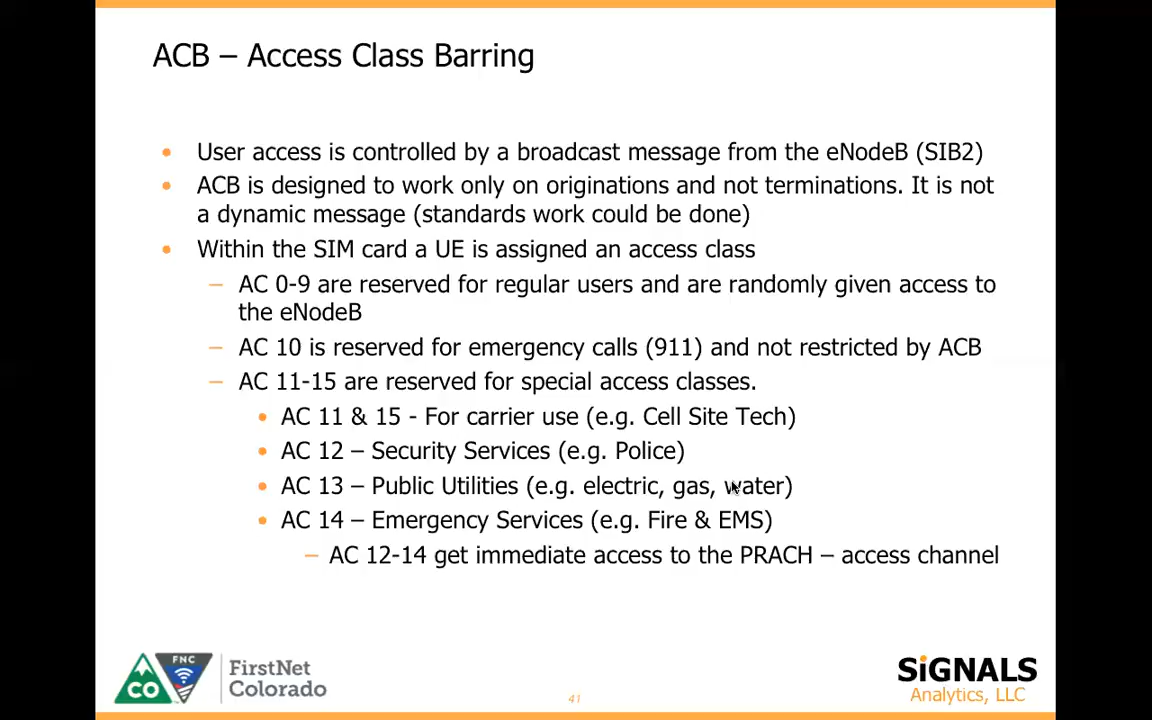 ACB – Access Class Barring
• User access is controlled by a broadcast message from the eNodeB (SIB2)
• ACB is designed to work only on originations and not terminations. It is not
a dynamic message (standards work could be done)
• Within the SIM card a UE is assigned an access class
– AC 0-9 are reserved for regular users and are randomly given access to
the eNodeB
– AC 10 is reserved for emergency calls (911) and not restricted by ACB
– AC 11-15 are reserved for special access classes.
• AC 11 & 15 - For carrier use (e.g. Cell Site Tech)
• AC 12 – Security Services (e.g. Police)
• AC 13 – Public Utilities (e.g. electric, gas, water)
• AC 14 – Emergency Services (e.g. Fire & EMS)
– AC 12-14 get immediate access to the PRACH – access channel
CO
FNC
FirstNet
Colorado
41
SiGNALS
Analytics, LLC